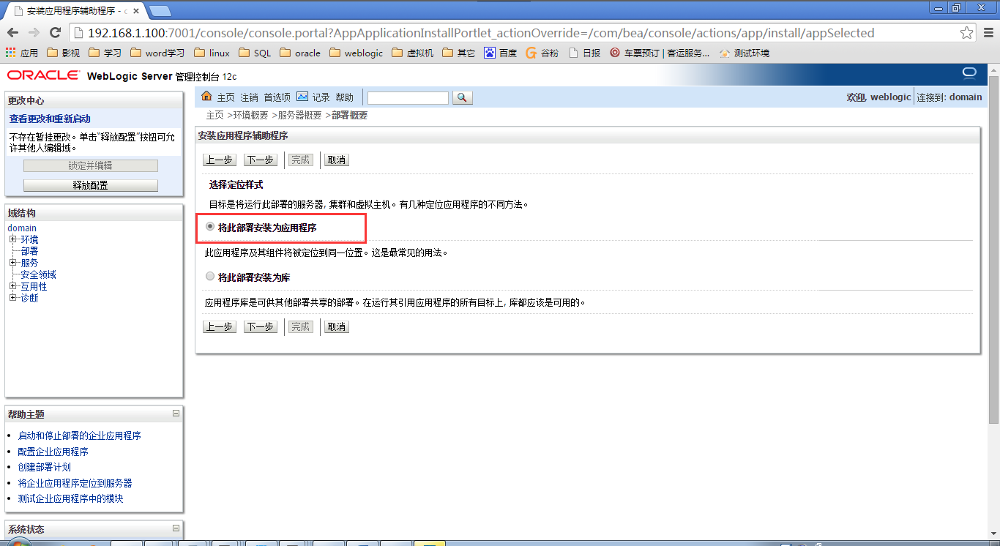 安装应用程序辅助程序 - c
192.168.1.100:7001/console/console.portal?AppApplicationInstallPortlet_actionOverride=/com/bea/console/actions/app/install/appSelected
应用 影视 学习 word学习 linux SQL oracle weblogic 虚拟机 其它 百度 谷粉 日报 车票预订 | 客运服务... 测试环境
ORACLE WebLogic Server 管理控制台 12c
更改中心
查看更改和重新启动
不存在暂挂更改。单击"释放配置"按钮可允
许其他人编辑域。
锁定并编辑
释放配置
域结构
domain
环境
部署
服务
安全领域
互用性
诊断
帮助主题
启动和停止部署的企业应用程序
配置企业应用程序
创建部署计划
将企业应用程序定位到服务器
测试企业应用程序中的模块
系统状态
主页 注销 首选项 记录 帮助
欢迎, weblogic 连接到: domain
主页 >环境概要 >服务器概要 >部署概要
安装应用程序辅助程序
上一步 下一步 完成 取消
选择定位样式
目标是将运行此部署的服务器, 集群和虚拟主机。有几种定位应用程序的不同方法。
将此部署安装为应用程序
此应用程序及其组件将被定位到同一位置。这是最常见的用法。
将此部署安装为库
应用程序库是可供其他部署共享的部署。在运行其引用应用程序的所有目标上, 库都应该是可用的。
上一步 下一步 完成 取消